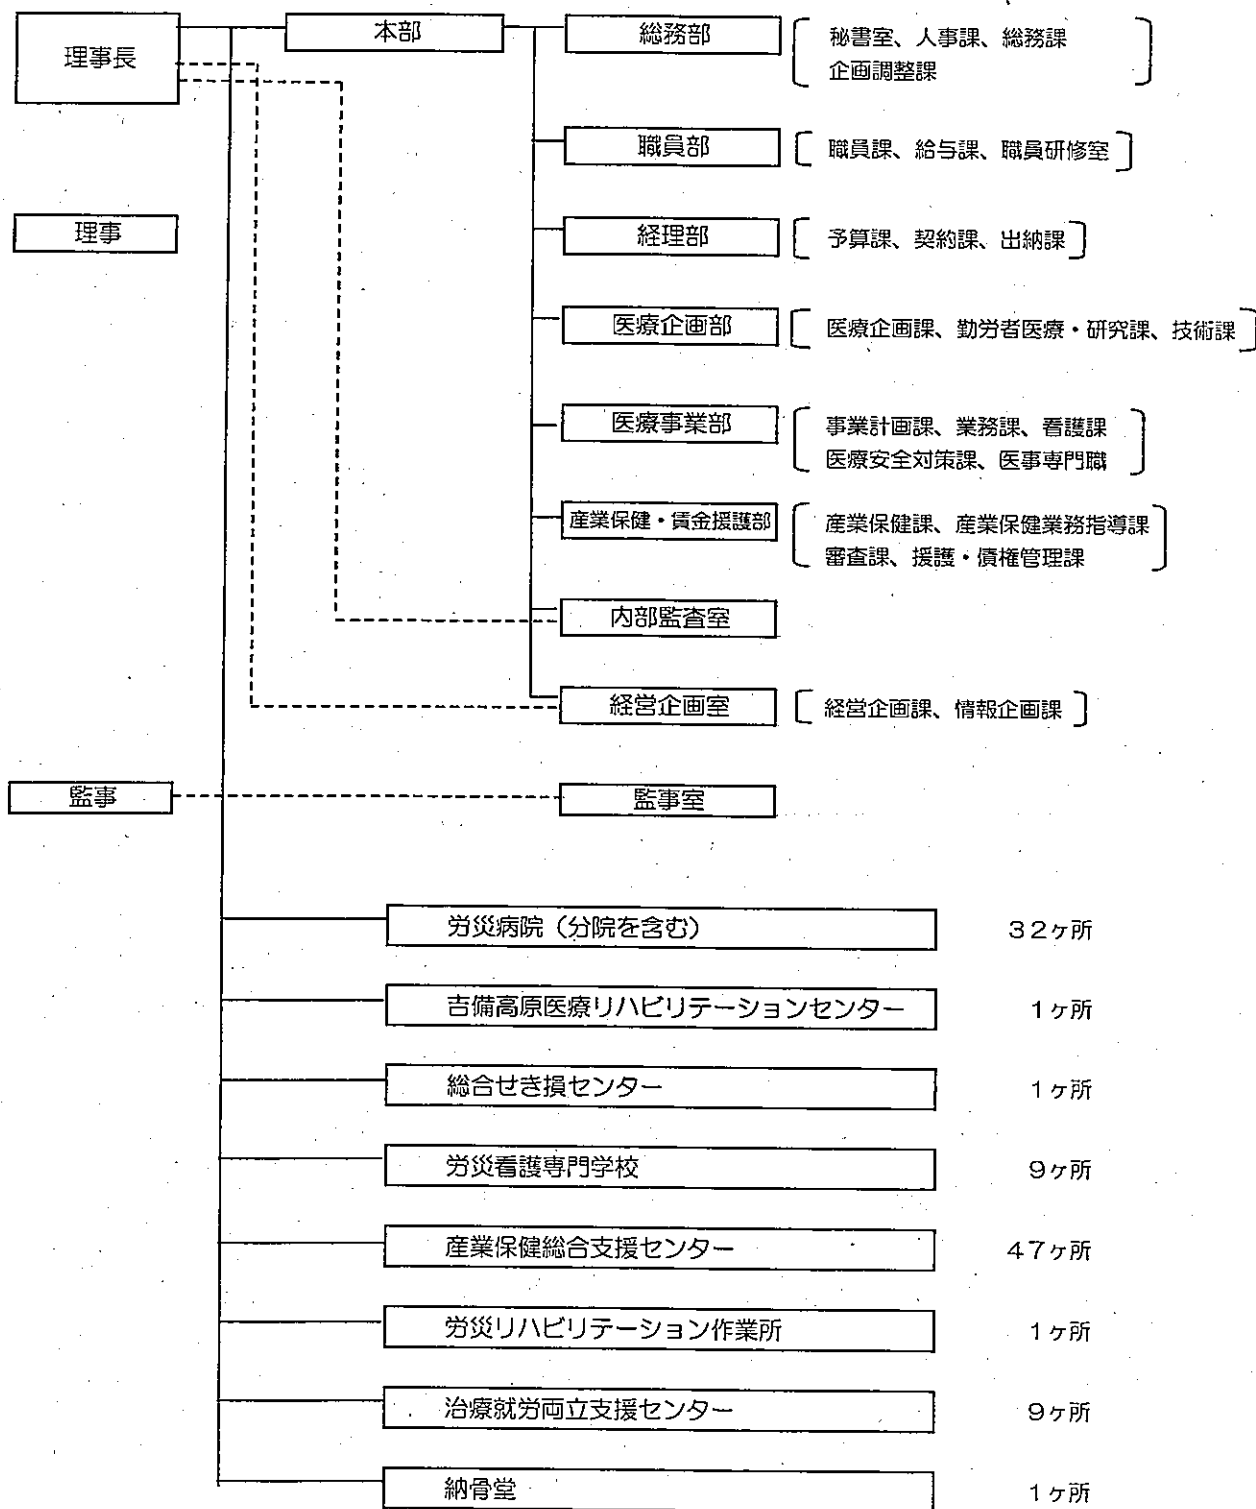 理事長
本部
総務部
秘書室、人事課、総務課
企画調整課
職員部
職員課、給与課、職員研修室
理事
経理部
予算課、契約課、出納課
医療企画部
医療企画課、勤労者医療・研究課、技術課
医療事業部
事業計画課、業務課、看護課
医療安全対策課、医事専門職
産業保健・賃金援護部
産業保健課、産業保健業務指導課
審査課、援護・債権管理課
内部監査室
経営企画室
経営企画課、情報企画課
監事
監事室
労災病院（分院を含む） 32ヶ所
吉備高原医療リハビリテーションセンター 1ヶ所
総合せき損センター 1ヶ所
労災看護専門学校 9ヶ所
産業保健総合支援センター 47ヶ所
労災リハビリテーション作業所 1ヶ所
治療就労両立支援センター 9ヶ所
納骨堂 1ヶ所